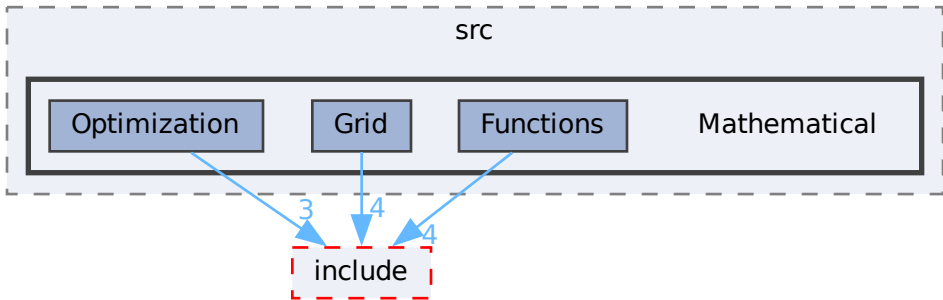 src
Optimization
Grid
Functions
Mathematical
3
4
4
include